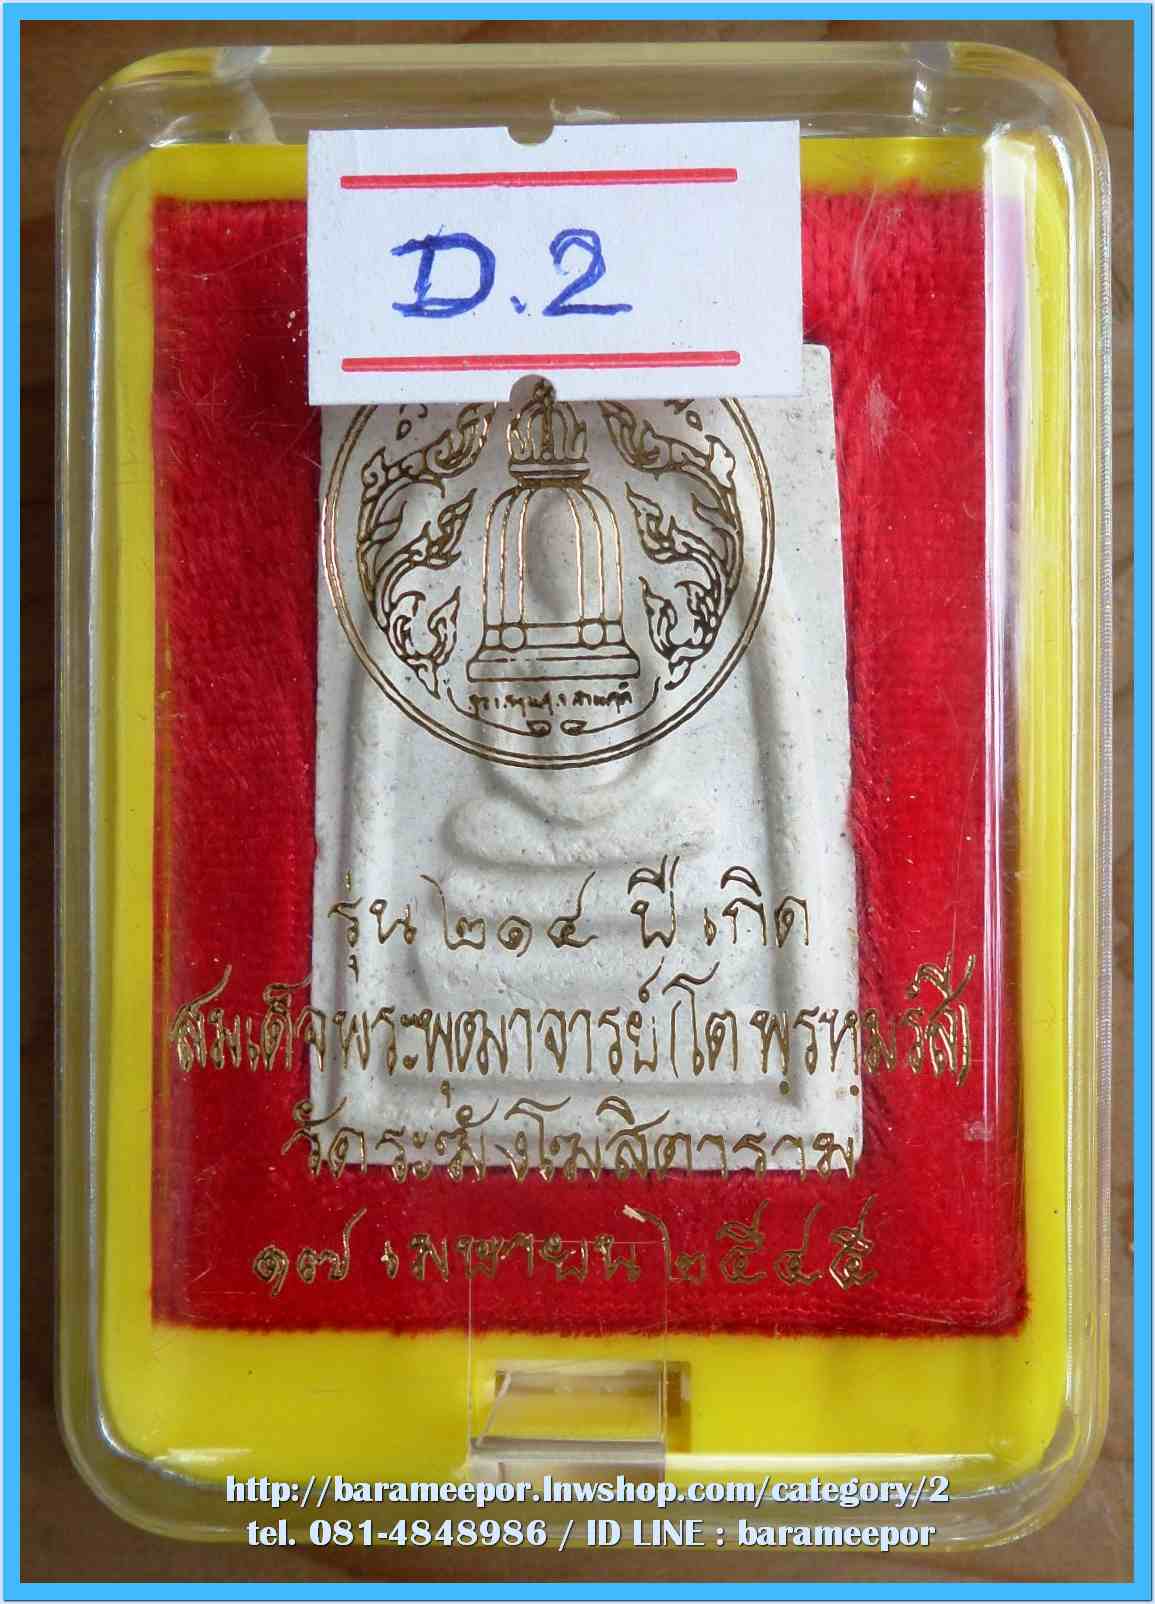 D.2
รุ่น ๒๑๔ ปี เกิด
สมเด็จพระพุฒาจารย์(โต พฺรหฺมรังสี)
วัดระฆังโฆสิตาราม
๑๗ เมษายน ๒๕๔๕
http://barameepor.lnwshop.com/category/2
tel. 081-4848986 / ID LINE : barameepor